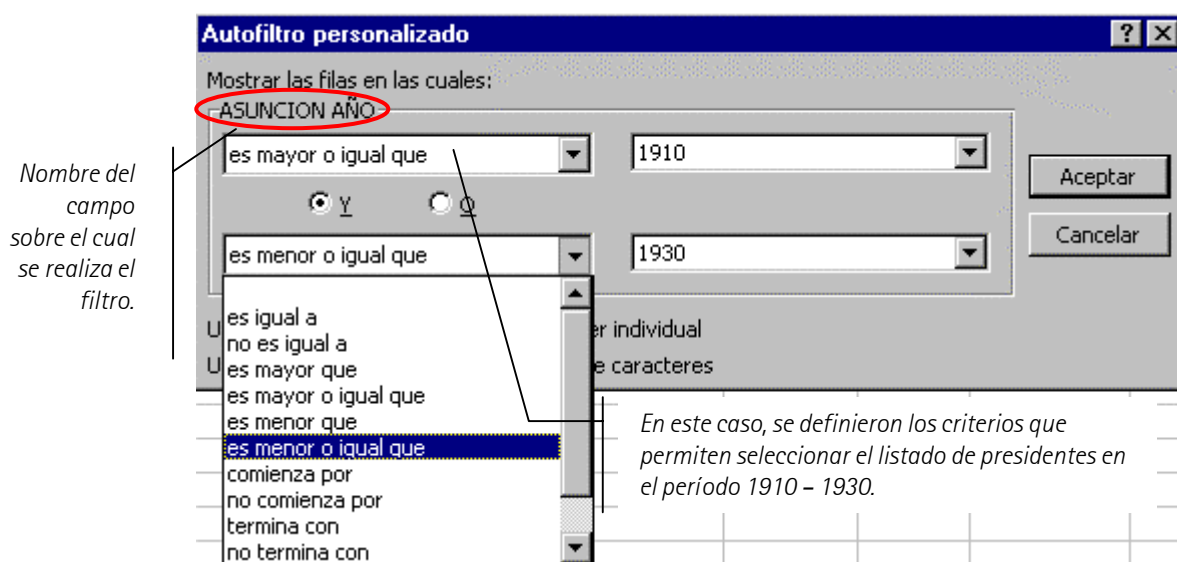 Autofiltro personalizado
Mostrar las filas en las cuales:
ASUNCION AÑO
es mayor o igual que
1910
Y
O
es menor o igual que
1930
Aceptar
Cancelar
es igual a
no es igual a
es mayor que
es mayor o igual que
es menor que
es menor o igual que
comienza por
no comienza por
termina con
no termina con
U
er individual
U
e caracteres
Nombre del
campo
sobre el cual
se realiza el
filtro.
En este caso, se definieron los criterios que
permiten seleccionar el listado de presidentes en
el período 1910 – 1930.